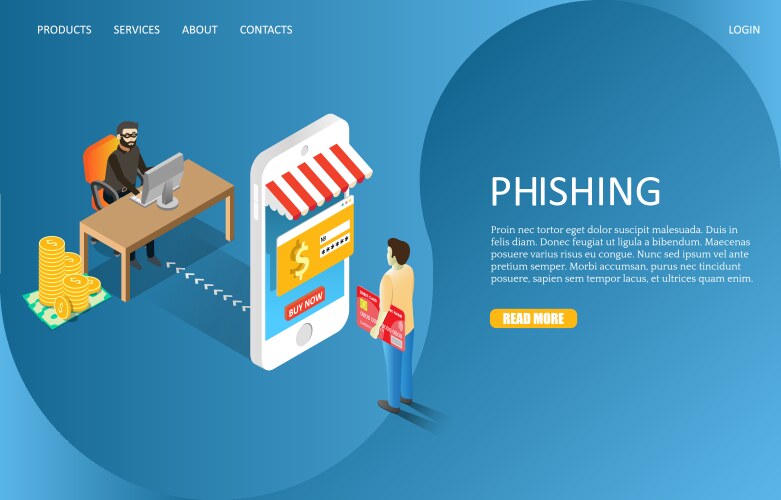 PRODUCTS SERVICES ABOUT CONTACTS LOGIN
PHISHING
Proin nec tortor eget dolor suscipit malesuada. Duis in
felis diam. Donec feugiat ut ligula a bibendum. Maecenas
posuere varius risus eu congue. Nunc sed ipsum vel ante
pretium semper. Morbi accumsan, purus nec tincidunt
posuere, sapien sem tempor lacus, et ultrices quam enim.
READ MORE
$
******
BUY NOW